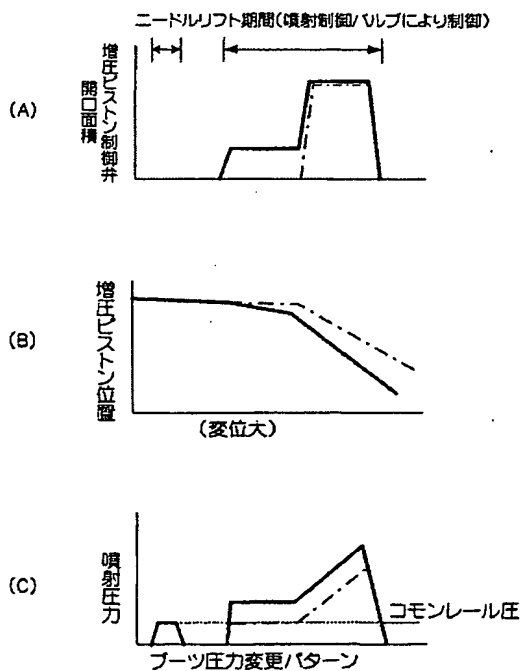 ニードルリフト期間(噴射制御バルブにより制御)
(A)
増圧ピストン制御弁
開口面積
(B)
増圧ピストン位置
(変位大)
(C)
噴射圧力
コモンレール圧
ブーツ圧力変更パターン